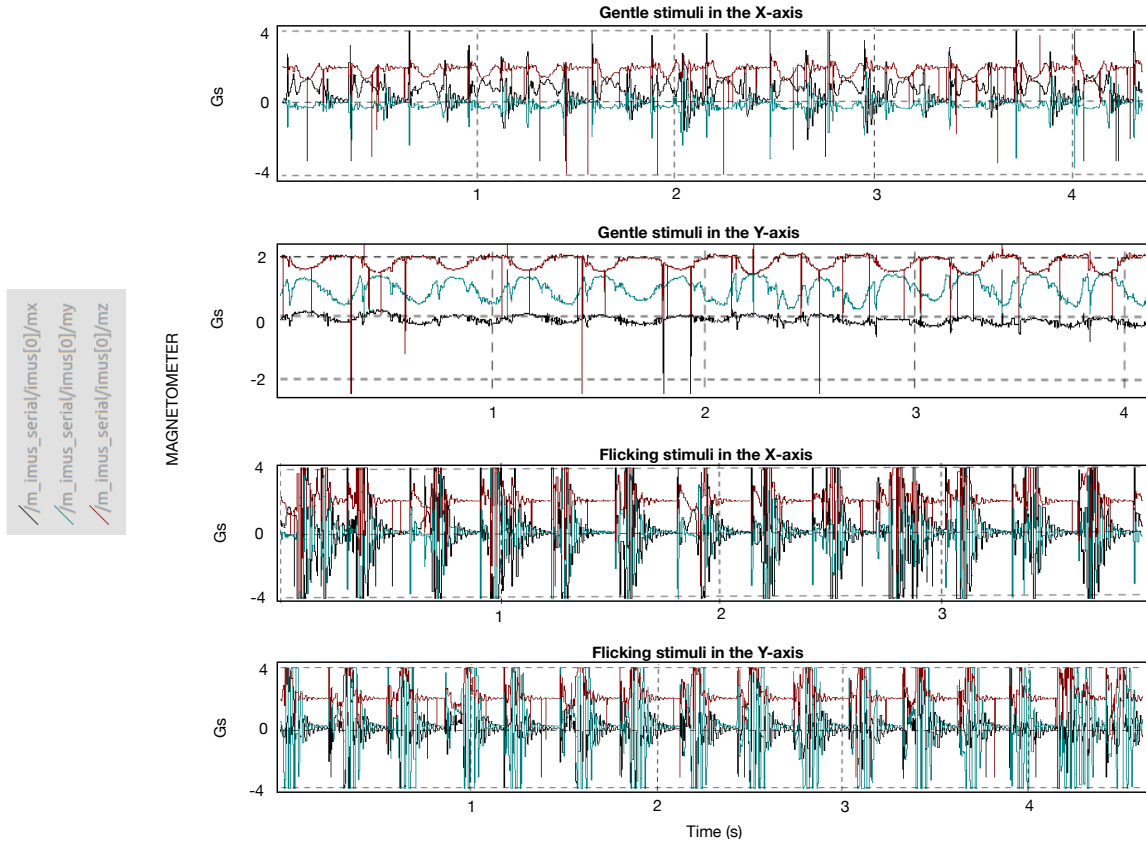 Gentle stimuli in the X-axis
4
Gs
0
-4
1
2
3
4
Gentle stimuli in the Y-axis
2
Gs
0
-2
1
2
3
4
/m_imus_serial/imus[0]/mx
/m_imus_serial/imus[0]/my
/m_imus_serial/imus[0]/mz
MAGNETOMETER
Flicking stimuli in the X-axis
4
Gs
0
-4
1
2
3
Flicking stimuli in the Y-axis
4
Gs
0
-4
1
2
3
4
Time (s)